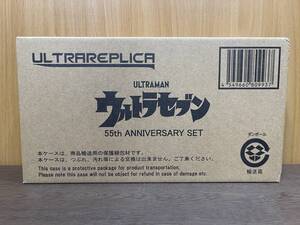 ULTRAREPLICA
4 549660 809937
ULTRAMAN
ウルトラセブン
55th ANNIVERSARY SET
ダンボール
本ケースは、商品輸送用の保護梱包材です。
本ケースは、つぶれ、汚れ等による交換は出来ません。ご了承ください。
輸送箱
This case is a protective package for product transportation.
Please note this case will not be object for refund in case of damage etc.